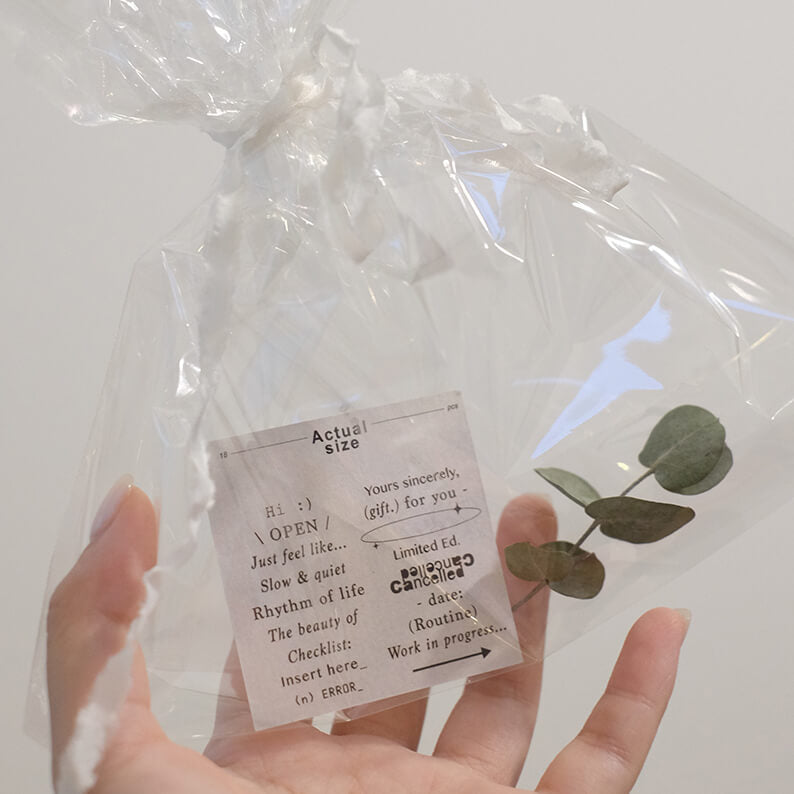 18
Actual
size
pcs
Hi :)
\ OPEN /
Just feel like...
Slow & quiet
Rhythm of life
The beauty of
Checklist:
Insert here_
(n) ERROR_
Yours sincerely,
(gift.) for you -
Limited Ed.
Cancelled
Cancelled
- date:
(Routine)
Work in progress...